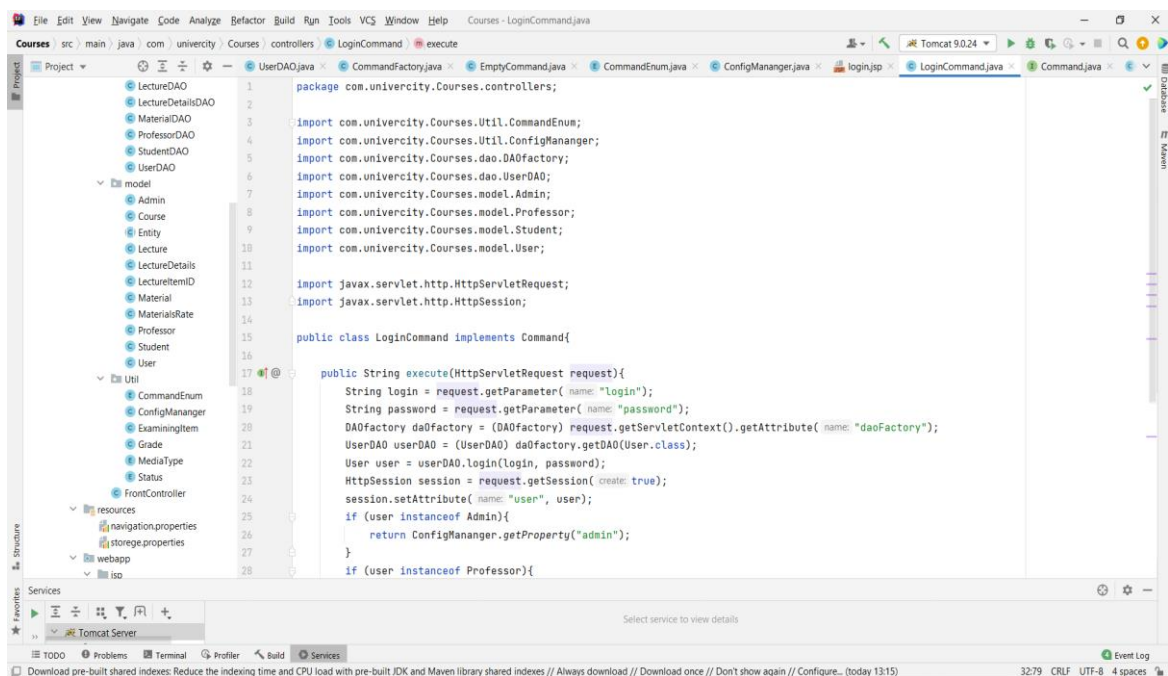 File Edit View Navigate Code Analyze Refactor Build Run Tools VCS Window Help Courses - LoginCommand.java
Courses src main java com univercity Courses controllers LoginCommand execute Tomcat 9.0.24
Project UserDAO.java CommandFactory.java EmptyCommand.java CommandEnum.java ConfigMananger.java login.jsp LoginCommand.java Command.java
Project
Database
Maven
Structure
Favorites
LectureDAO
LectureDetailsDAO
MaterialDAO
ProfessorDAO
StudentDAO
UserDAO
model
Admin
Course
Entity
Lecture
LectureDetails
LectureItemID
Material
MaterialsRate
Professor
Student
User
Util
CommandEnum
ConfigMananger
ExaminingItem
Grade
MediaType
Status
FrontController
resources
navigation.properties
storege.properties
webapp
jsp
1 package com.univercity.Courses.controllers;
2
3 import com.univercity.Courses.Util.CommandEnum;
4 import com.univercity.Courses.Util.ConfigMananger;
5 import com.univercity.Courses.dao.DAOfactory;
6 import com.univercity.Courses.dao.UserDAO;
7 import com.univercity.Courses.model.Admin;
8 import com.univercity.Courses.model.Professor;
9 import com.univercity.Courses.model.Student;
10 import com.univercity.Courses.model.User;
11
12 import javax.servlet.http.HttpServletRequest;
13 import javax.servlet.http.HttpSession;
14
15 public class LoginCommand implements Command{
16
17 @ public String execute(HttpServletRequest request){
18 String login = request.getParameter( name: "login");
19 String password = request.getParameter( name: "password");
20 DAOfactory daOfactory = (DAOfactory) request.getServletContext().getAttribute( name: "daoFactory");
21 UserDAO userDAO = (UserDAO) daOfactory.getDAO(User.class);
22 User user = userDAO.login(login, password);
23 HttpSession session = request.getSession( create: true);
24 session.setAttribute( name: "user", user);
25 if (user instanceof Admin){
26 return ConfigMananger.getProperty("admin");
27 }
28 if (user instanceof Professor){
Services
Tomcat Server
Select service to view details
TODO Problems Terminal Profiler Build Services Event Log
Download pre-built shared indexes: Reduce the indexing time and CPU load with pre-built JDK and Maven library shared indexes // Always download // Download once // Don't show again // Configure... (today 13:15) 32:79 CRLF UTF-8 4 spaces